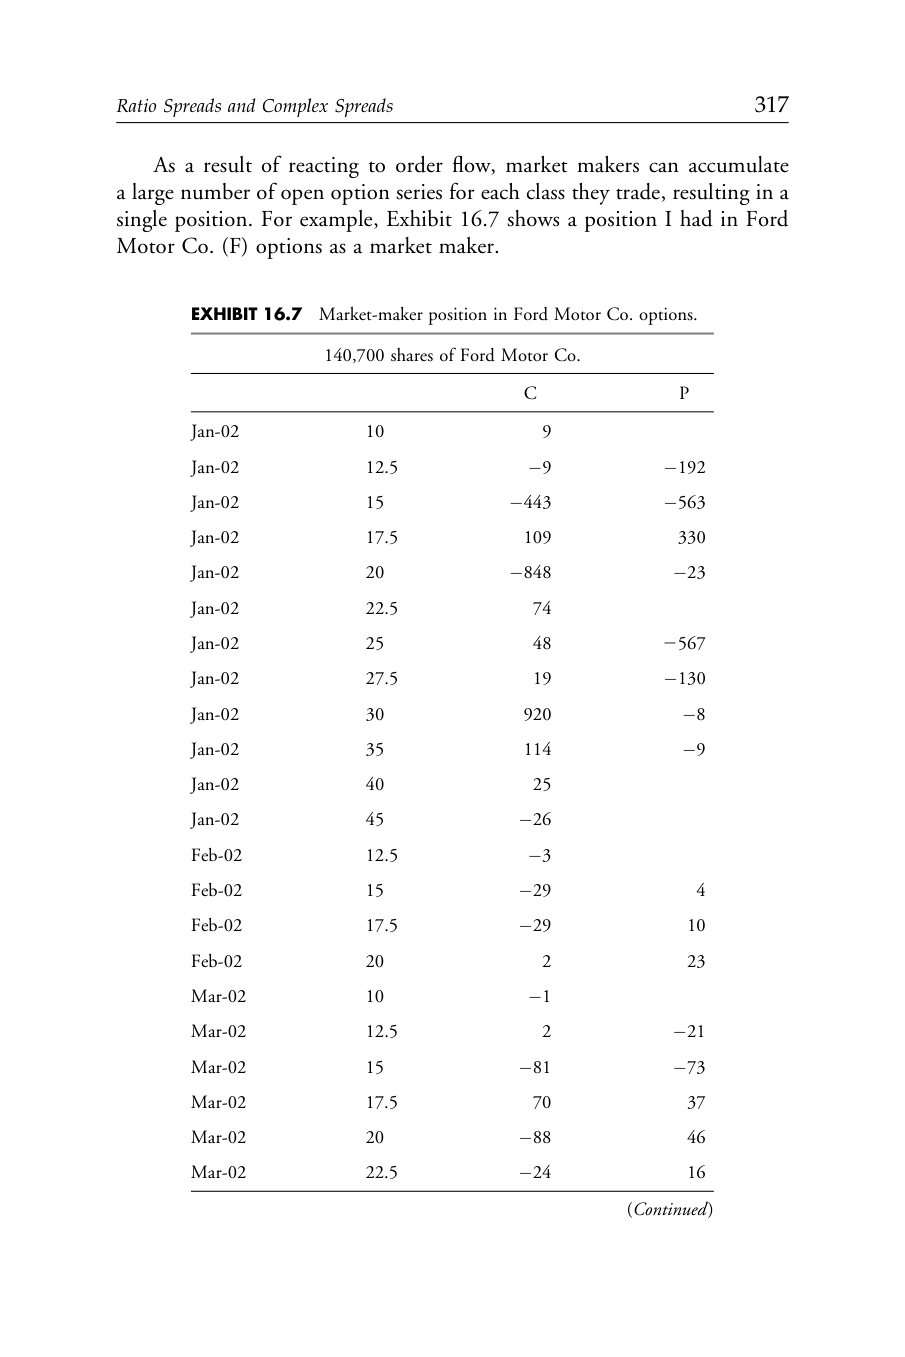 Ratio Spreads and Complex Spreads 317
As a result of reacting to order flow, market makers can accumulate
a large number of open option series for each class they trade, resulting in a
single position. For example, Exhibit 16.7 shows a position I had in Ford
Motor Co. (F) options as a market maker.
EXHIBIT 16.7 Market-maker position in Ford Motor Co. options.
140,700 shares of Ford Motor Co.
C P
Jan-02 10 9
Jan-02 12.5 −9 −192
Jan-02 15 −443 −563
Jan-02 17.5 109 330
Jan-02 20 −848 −23
Jan-02 22.5 74
Jan-02 25 48 −567
Jan-02 27.5 19 −130
Jan-02 30 920 −8
Jan-02 35 114 −9
Jan-02 40 25
Jan-02 45 −26
Feb-02 12.5 −3
Feb-02 15 −29 4
Feb-02 17.5 −29 10
Feb-02 20 2 23
Mar-02 10 −1
Mar-02 12.5 2 −21
Mar-02 15 −81 −73
Mar-02 17.5 70 37
Mar-02 20 −88 46
Mar-02 22.5 −24 16
(Continued)